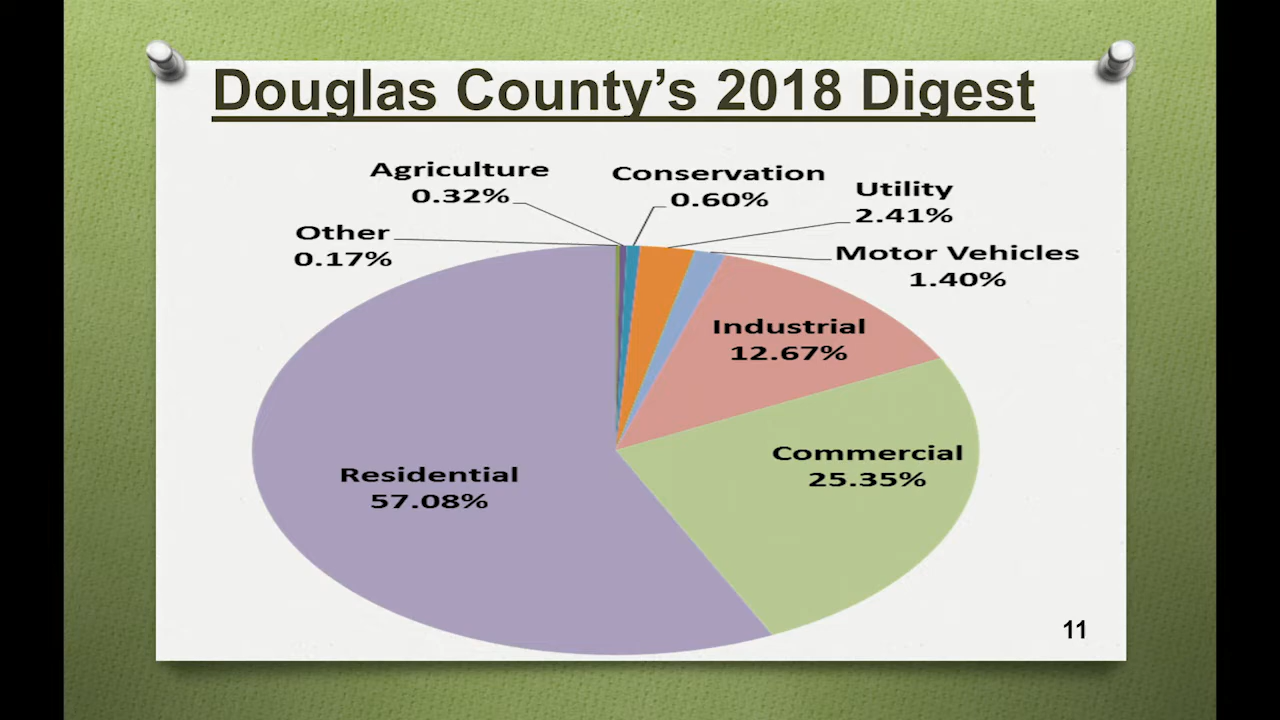 Douglas County's 2018 Digest
Agriculture
0.32%
Conservation
0.60%
Utility
2.41%
Other
0.17%
Motor Vehicles
1.40%
Industrial
12.67%
Commercial
25.35%
Residential
57.08%
11